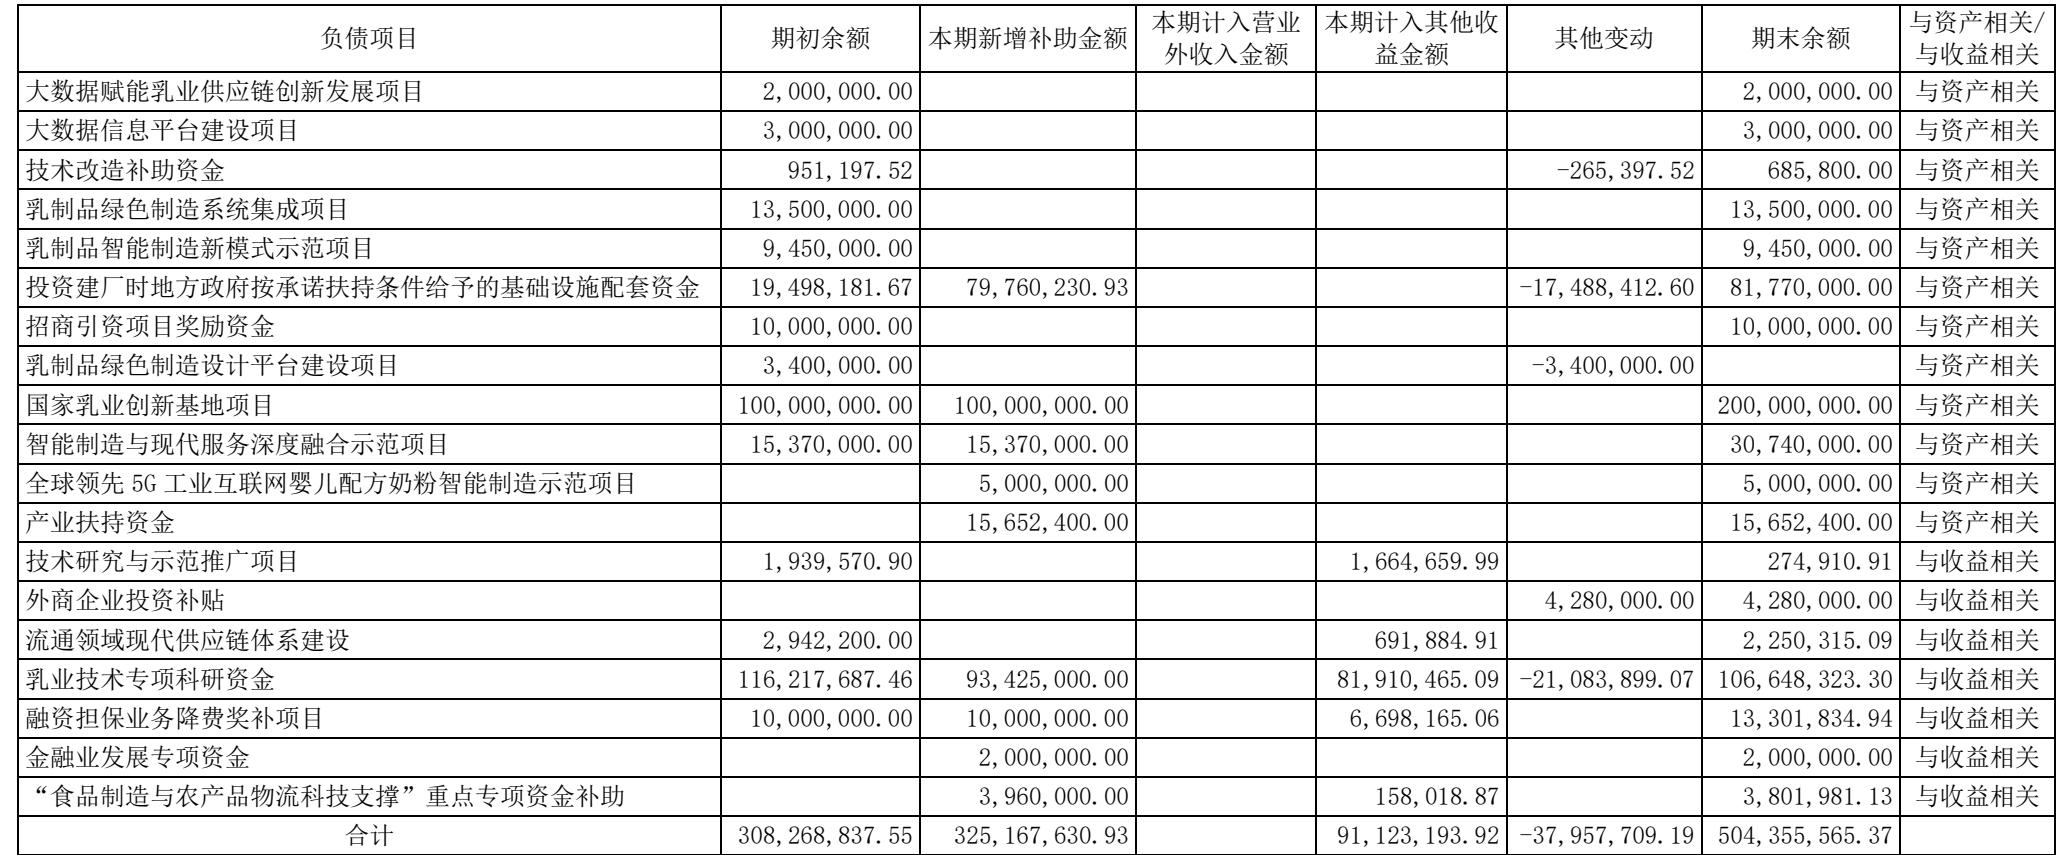 负债项目 期初余额 本期新增补助金额 本期计入营业外收入金额 本期计入其他收益金额 其他变动 期末余额 与资产相关/与收益相关
大数据赋能乳业供应链创新发展项目 2,000,000.00 2,000,000.00 与资产相关
大数据信息平台建设项目 3,000,000.00 3,000,000.00 与资产相关
技术改造补助资金 951,197.52 -265,397.52 685,800.00 与资产相关
乳制品绿色制造系统集成项目 13,500,000.00 13,500,000.00 与资产相关
乳制品智能制造新模式示范项目 9,450,000.00 9,450,000.00 与资产相关
投资建厂时地方政府按承诺扶持条件给予的基础设施配套资金 19,498,181.67 79,760,230.93 -17,488,412.60 81,770,000.00 与资产相关
招商引资项目奖励资金 10,000,000.00 10,000,000.00 与资产相关
乳制品绿色制造设计平台建设项目 3,400,000.00 -3,400,000.00 与资产相关
国家乳业创新基地项目 100,000,000.00 100,000,000.00 200,000,000.00 与资产相关
智能制造与现代服务深度融合示范项目 15,370,000.00 15,370,000.00 30,740,000.00 与资产相关
全球领先 5G 工业互联网婴儿配方奶粉智能制造示范项目 5,000,000.00 5,000,000.00 与资产相关
产业扶持资金 15,652,400.00 15,652,400.00 与资产相关
技术研究与示范推广项目 1,939,570.90 1,664,659.99 274,910.91 与收益相关
外商企业投资补贴 4,280,000.00 4,280,000.00 与收益相关
流通领域现代供应链体系建设 2,942,200.00 691,884.91 2,250,315.09 与收益相关
乳业技术专项科研资金 116,217,687.46 93,425,000.00 81,910,465.09 -21,083,899.07 106,648,323.30 与收益相关
融资担保业务降费奖补项目 10,000,000.00 10,000,000.00 6,698,165.06 13,301,834.94 与收益相关
金融业发展专项资金 2,000,000.00 2,000,000.00 与收益相关
“食品制造与农产品物流科技支撑”重点专项资金补助 3,960,000.00 158,018.87 3,801,981.13 与收益相关
合计 308,268,837.55 325,167,630.93 91,123,193.92 -37,957,709.19 504,355,565.37